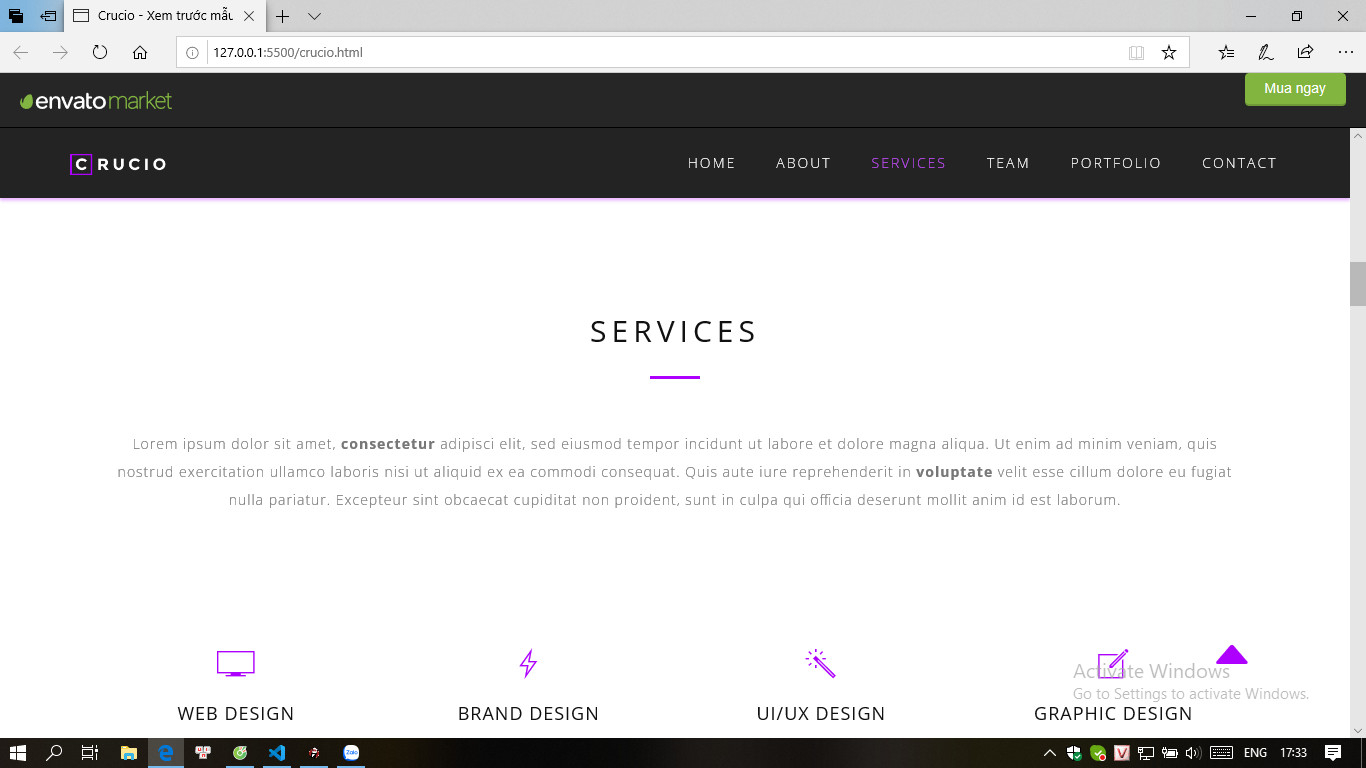 Crucio - Xem trước mẫu
127.0.0.1:5500/crucio.html
envatomarket
Mua ngay
CRUCIO
HOME ABOUT SERVICES TEAM PORTFOLIO CONTACT
SERVICES
Lorem ipsum dolor sit amet, consectetur adipisci elit, sed eiusmod tempor incidunt ut labore et dolore magna aliqua. Ut enim ad minim veniam, quis
nostrud exercitation ullamco laboris nisi ut aliquid ex ea commodi consequat. Quis aute iure reprehenderit in voluptate velit esse cillum dolore eu fugiat
nulla pariatur. Excepteur sint obcaecat cupiditat non proident, sunt in culpa qui officia deserunt mollit anim id est laborum.
Activate Windows
Go to Settings to activate Windows.
WEB DESIGN BRAND DESIGN UI/UX DESIGN GRAPHIC DESIGN
Zalo
V
ENG 17:33